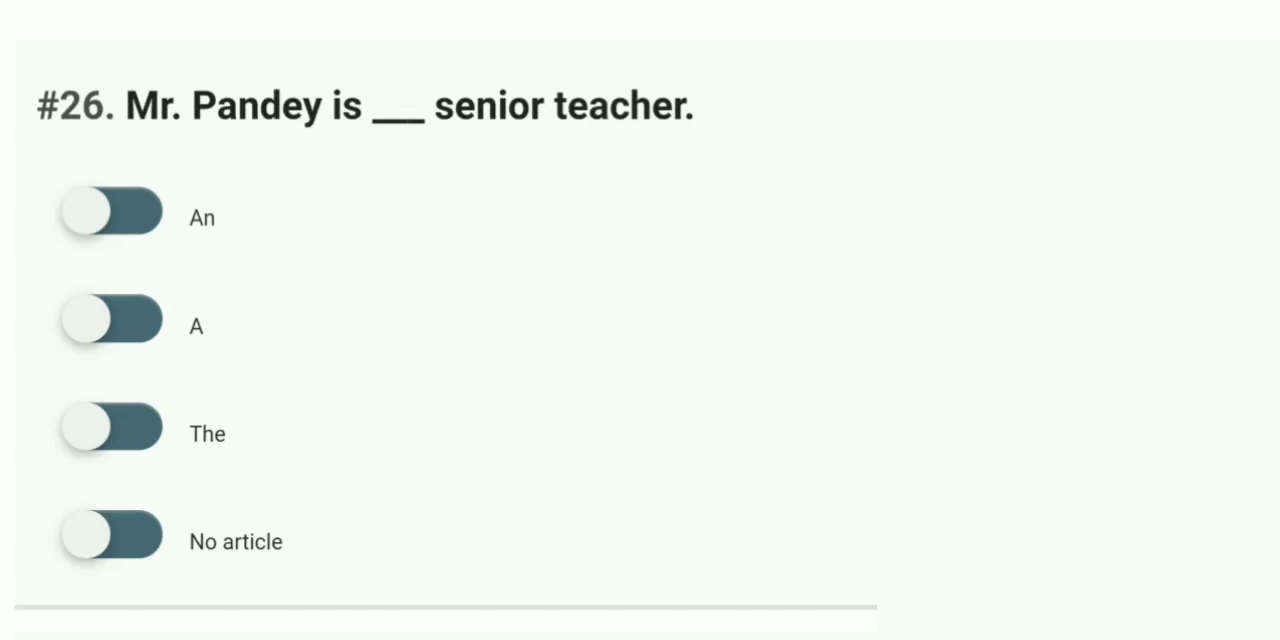 #26. Mr. Pandey is ___ senior teacher.
An
A
The
No article